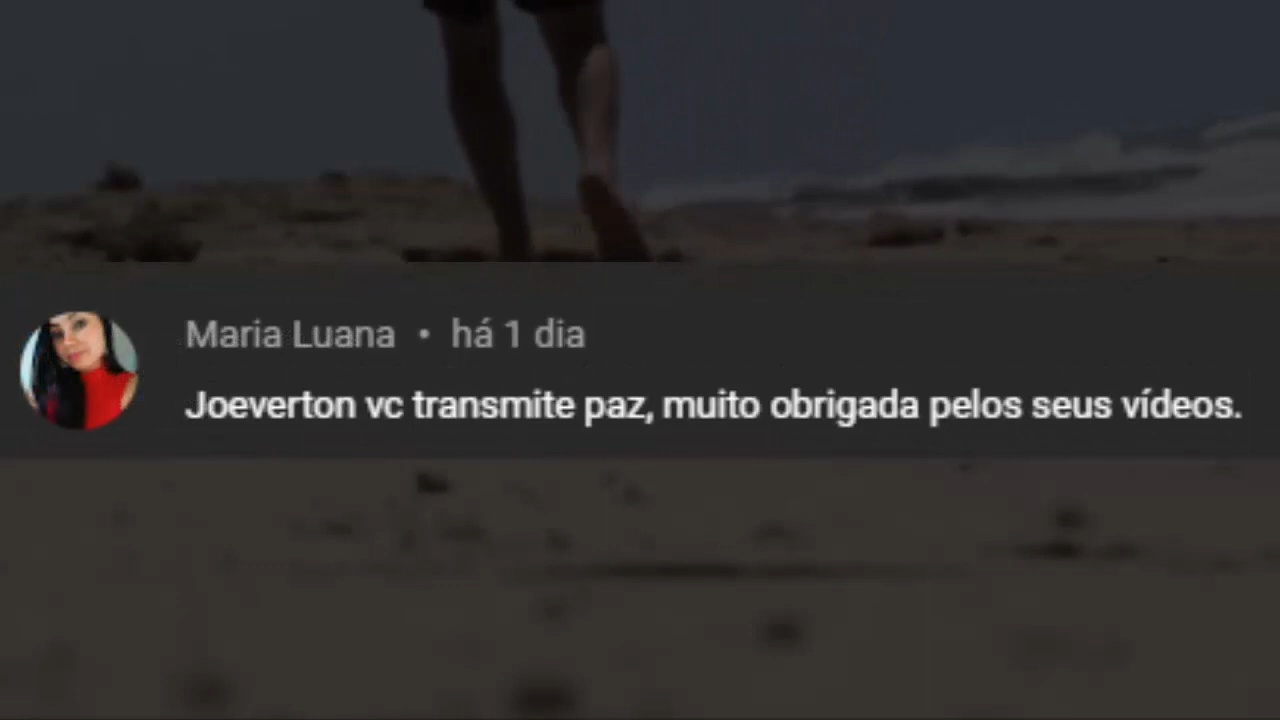 Maria Luana • há 1 dia
Joeverton vc transmite paz, muito obrigada pelos seus vídeos.